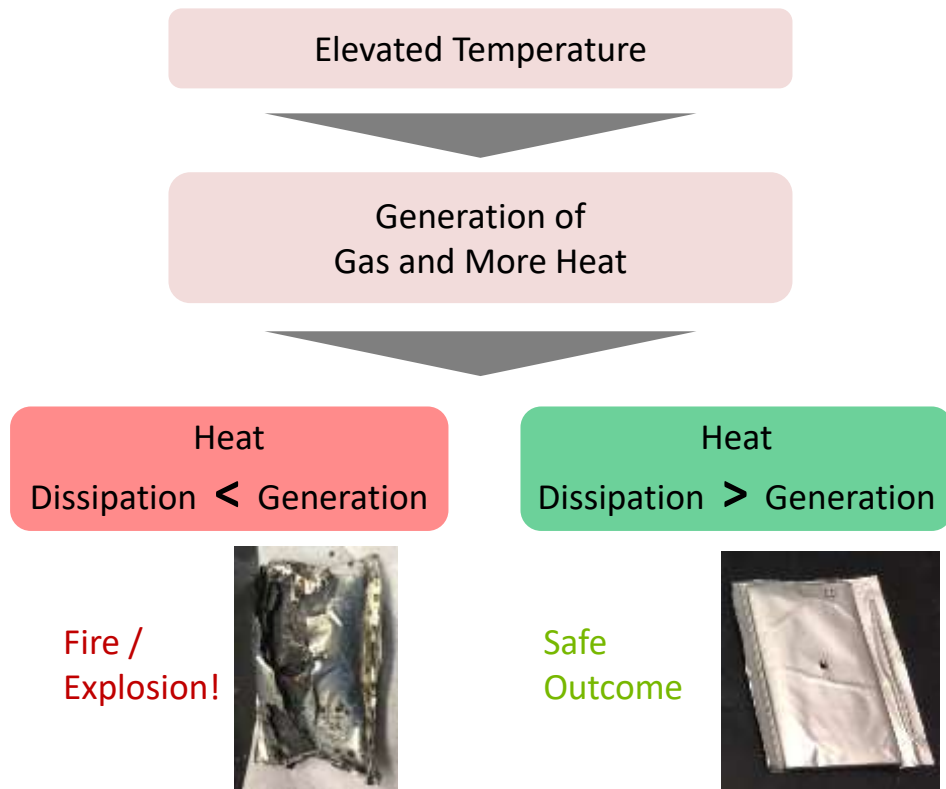 Elevated Temperature
Generation of
Gas and More Heat
Heat
Dissipation < Generation
Heat
Dissipation > Generation
Fire /
Explosion!
Safe
Outcome